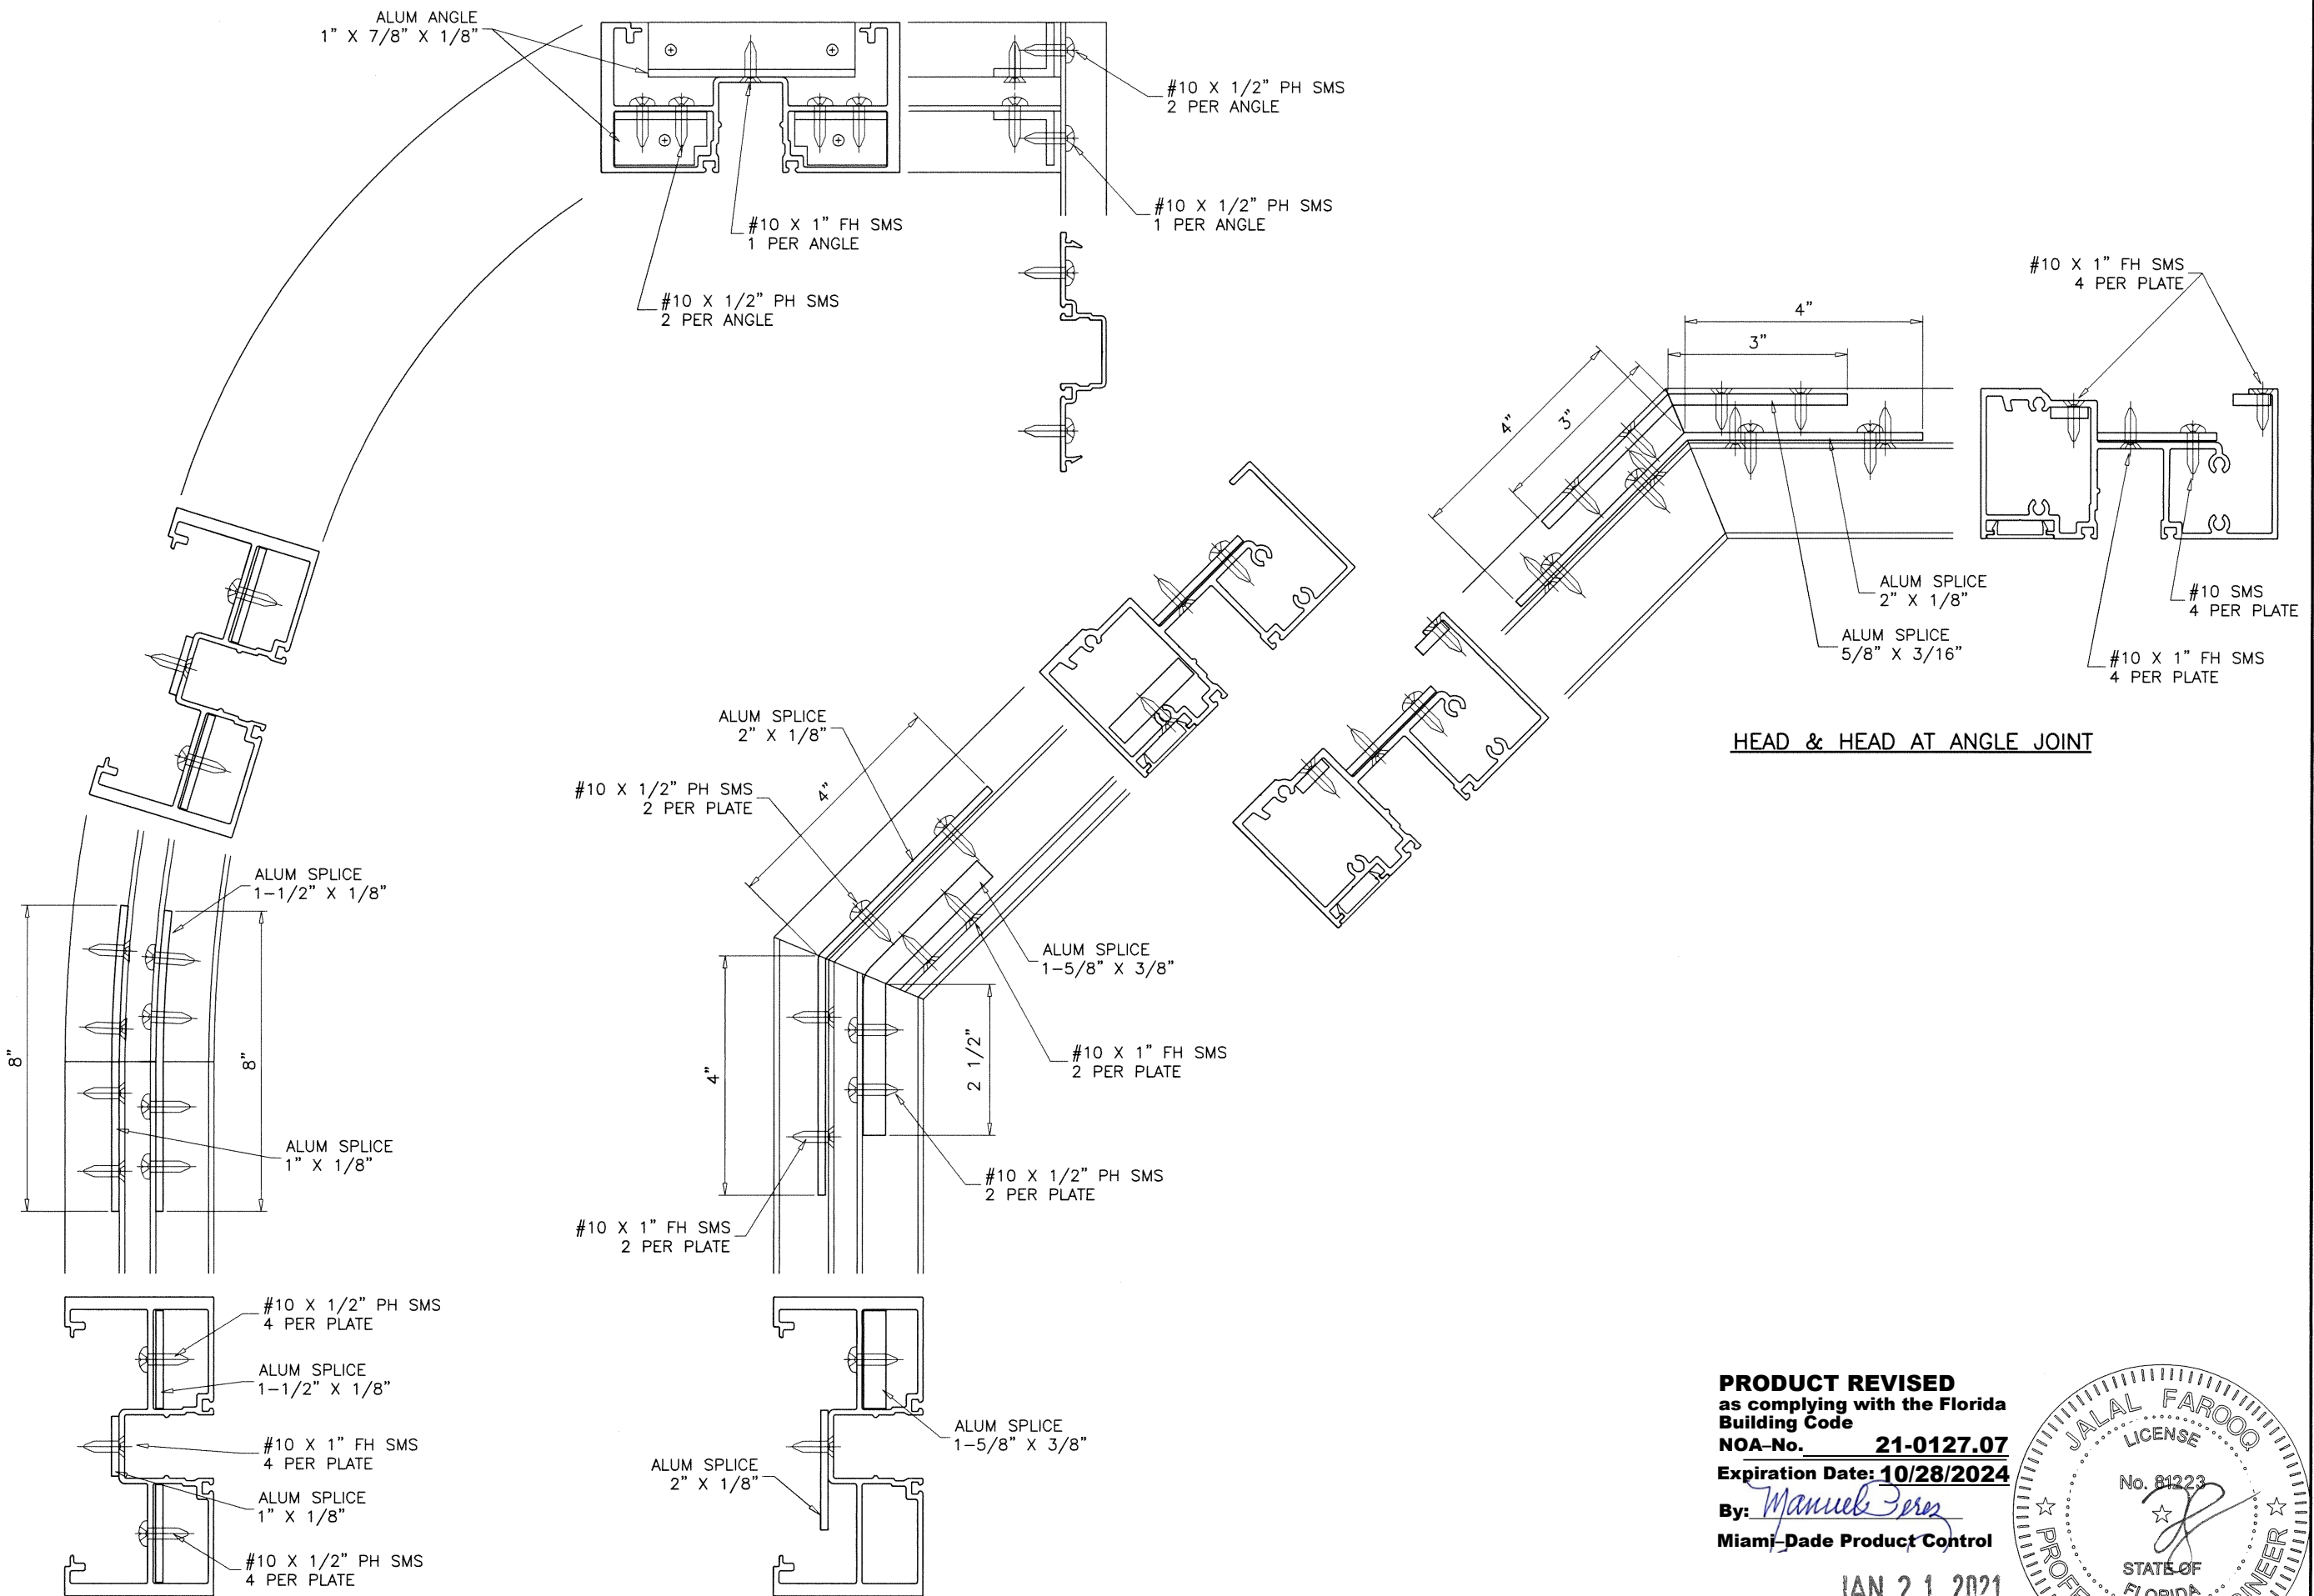 ALUM ANGLE
1" X 7/8" X 1/8"
#10 X 1/2" PH SMS
2 PER ANGLE
#10 X 1/2" PH SMS
1 PER ANGLE
#10 X 1" FH SMS
1 PER ANGLE
#10 X 1/2" PH SMS
2 PER ANGLE
#10 X 1" FH SMS
4 PER PLATE
4"
3"
4"
3"
ALUM SPLICE
2" X 1/8"
ALUM SPLICE
5/8" X 3/16"
#10 SMS
4 PER PLATE
#10 X 1" FH SMS
4 PER PLATE
HEAD & HEAD AT ANGLE JOINT
ALUM SPLICE
2" X 1/8"
#10 X 1/2" PH SMS
2 PER PLATE
4"
ALUM SPLICE
1-1/2" X 1/8"
8"
8"
ALUM SPLICE
1" X 1/8"
ALUM SPLICE
1-5/8" X 3/8"
4"
2 1/2"
#10 X 1" FH SMS
2 PER PLATE
#10 X 1/2" PH SMS
2 PER PLATE
#10 X 1" FH SMS
2 PER PLATE
#10 X 1/2" PH SMS
4 PER PLATE
ALUM SPLICE
1-1/2" X 1/8"
#10 X 1" FH SMS
4 PER PLATE
ALUM SPLICE
1" X 1/8"
#10 X 1/2" PH SMS
4 PER PLATE
ALUM SPLICE
1-5/8" X 3/8"
ALUM SPLICE
2" X 1/8"
PRODUCT REVISED
as complying with the Florida
Building Code
NOA-No. 21-0127.07
Expiration Date: 10/28/2024
By: Manuel Perez
Miami-Dade Product Control
JAN 21 2021
JALAL FAROOQ
LICENSE
No. 81223
STATE OF
FLORIDA